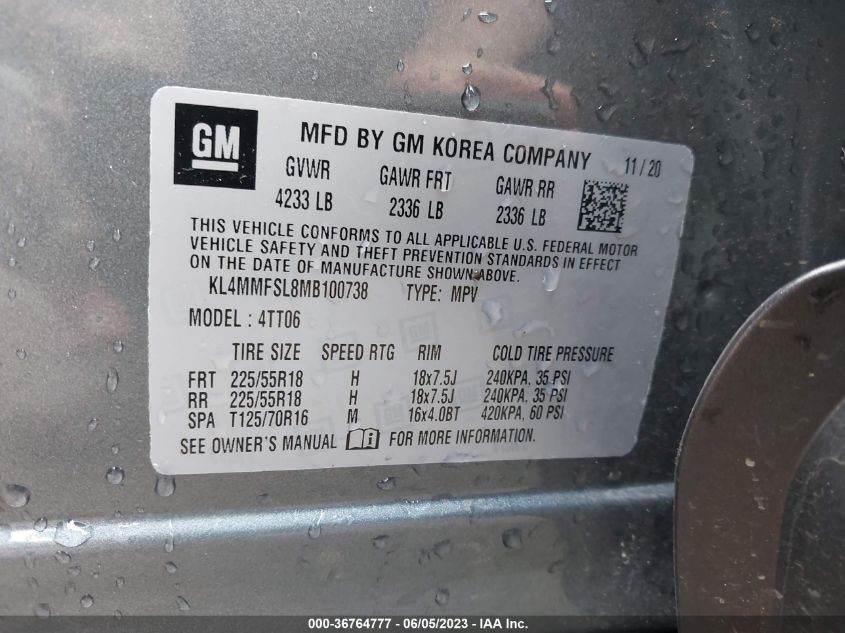 GM
MFD BY GM KOREA COMPANY 11/20
GVWR GAWR FRT GAWR RR
4233 LB 2336 LB 2336 LB
THIS VEHICLE CONFORMS TO ALL APPLICABLE U.S. FEDERAL MOTOR
VEHICLE SAFETY AND THEFT PREVENTION STANDARDS IN EFFECT
ON THE DATE OF MANUFACTURE SHOWN ABOVE.
KL4MMFSL8MB100738 TYPE: MPV
MODEL : 4TT06
TIRE SIZE SPEED RTG RIM COLD TIRE PRESSURE
FRT 225/55R18 H 18x7.5J 240KPA, 35 PSI
RR 225/55R18 H 18x7.5J 240KPA, 35 PSI
SPA T125/70R16 M 16x4.0BT 420KPA, 60 PSI
SEE OWNER'S MANUAL FOR MORE INFORMATION.
000-36764777 - 06/05/2023 - IAA Inc.